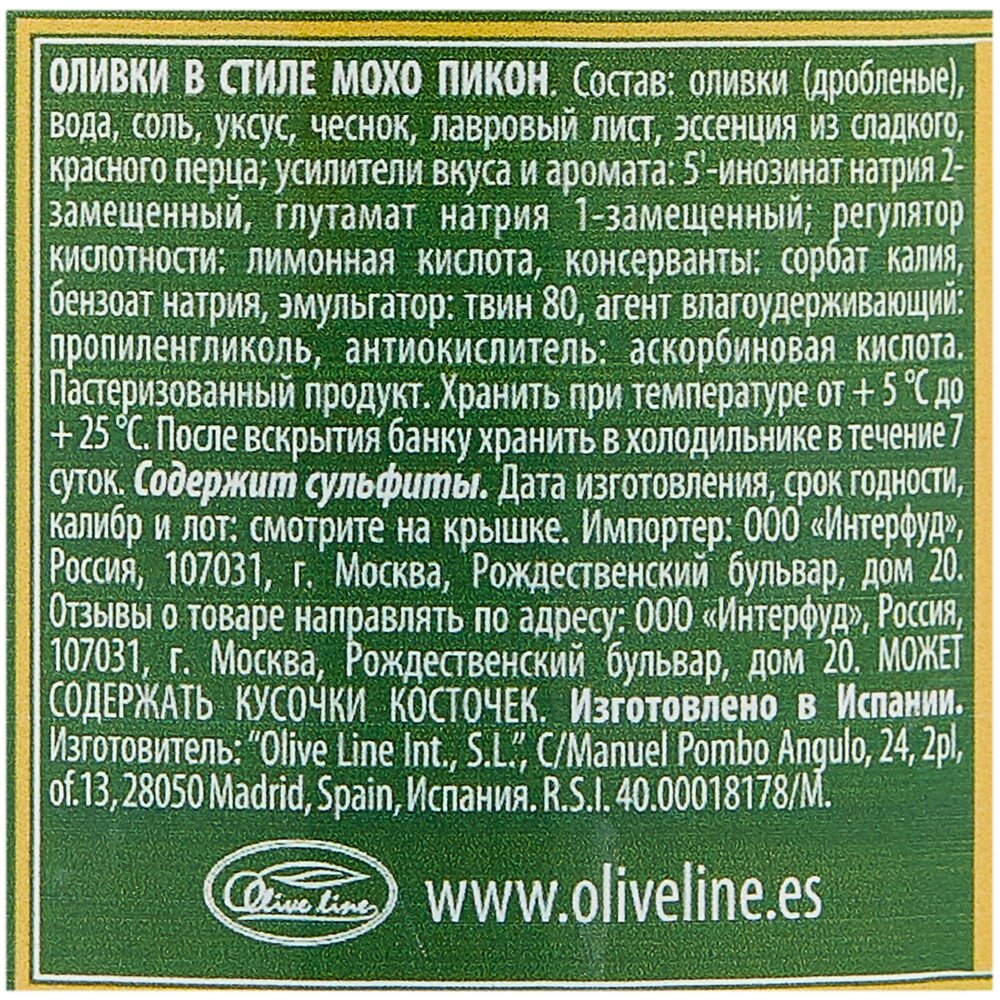 ОЛИВКИ В СТИЛЕ МОХО ПИКОН. Состав: оливки (дробленые),
вода, соль, уксус, чеснок, лавровый лист, эссенция из сладкого,
красного перца; усилители вкуса и аромата: 5'-инозинат натрия 2-
замещенный, глутамат натрия 1-замещенный; регулятор
кислотности: лимонная кислота, консерванты: сорбат калия,
бензоат натрия, эмульгатор: твин 80, агент влагоудерживающий:
пропиленгликоль, антиокислитель: аскорбиновая кислота.
Пастеризованный продукт. Хранить при температуре от + 5 °С до
+ 25 °С. После вскрытия банку хранить в холодильнике в течение 7
суток. Содержит сульфиты. Дата изготовления, срок годности,
калибр и лот: смотрите на крышке. Импортер: ООО «Интерфуд»,
Россия, 107031, г. Москва, Рождественский бульвар, дом 20.
Отзывы о товаре направлять по адресу: ООО «Интерфуд», Россия,
107031, г. Москва, Рождественский бульвар, дом 20. МОЖЕТ
СОДЕРЖАТЬ КУСОЧКИ КОСТОЧЕК. Изготовлено в Испании.
Изготовитель: "Olive Line Int., S.L.", C/Manuel Pombo Angulo, 24, 2pl,
of.13, 28050 Madrid, Spain, Испания. R.S.I. 40.00018178/M.
Olive line www.oliveline.es